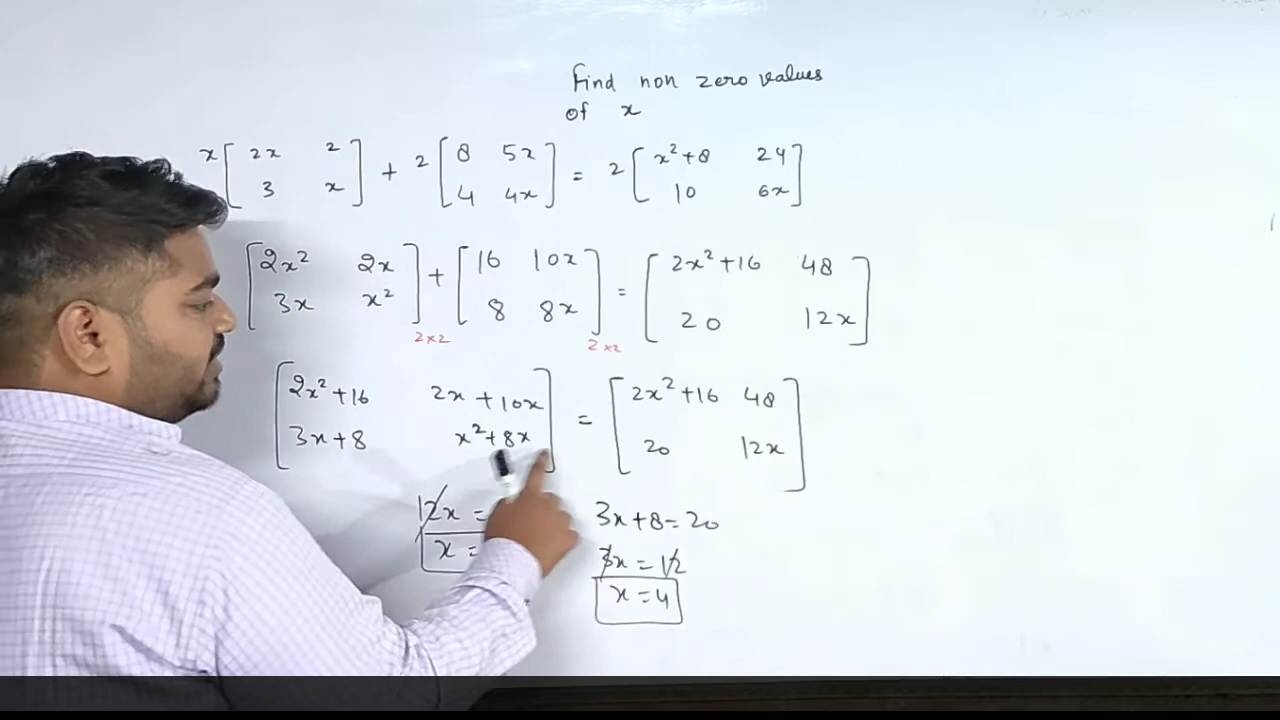 Find non zero values
of x
x [ 2x 2 ] + 2 [ 8 5x ] = 2 [ x²+8 24 ]
[ 3 x ] [ 4 4x ] [ 10 6x ]
[ 2x² 2x ] + [ 16 10x ] = [ 2x²+16 48 ]
[ 3x x² ] [ 8 8x ] [ 20 12x ]
2×2 2×2
[ 2x²+16 2x+10x ] = [ 2x²+16 48 ]
[ 3x+8 x²+8x ] [ 20 12x ]
12x =
x =
3x+8=20
3x = 12
x = 4